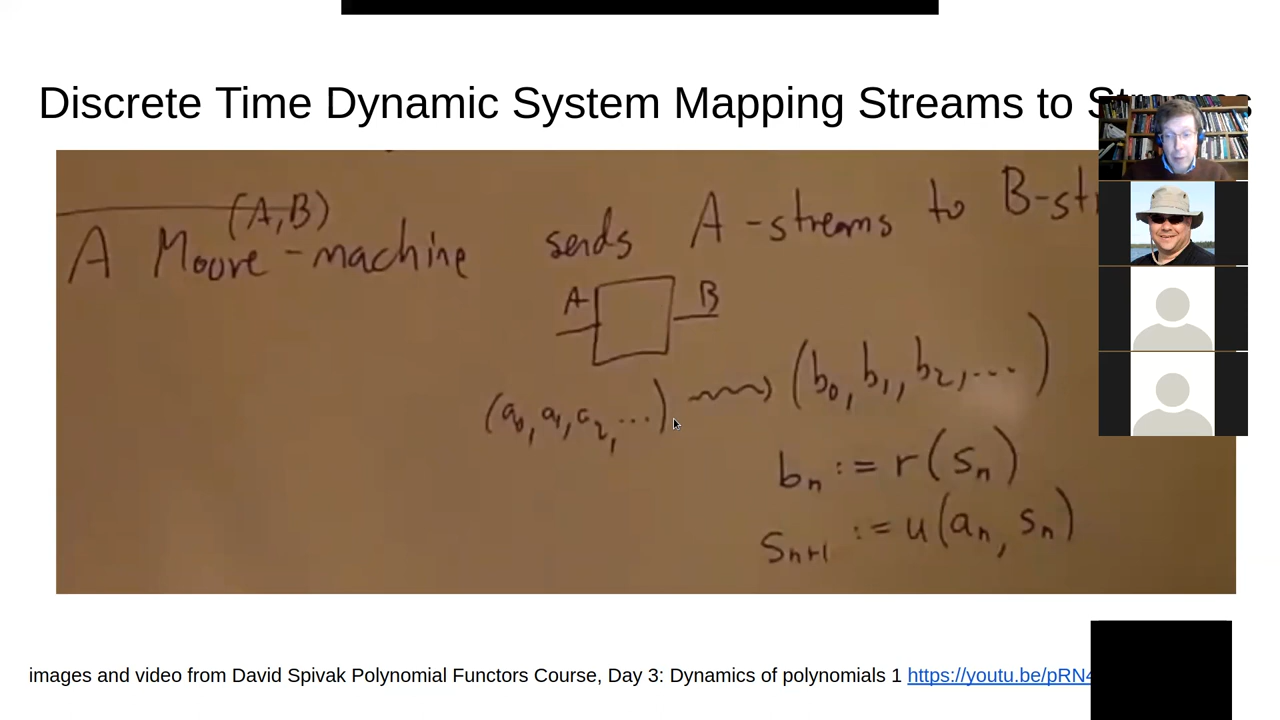 Discrete Time Dynamic System Mapping Streams to
(A,B)
A Moore-machine sends A-streams to B-str
A B
(a₀, a₁, a₂, ...) ⇝ (b₀, b₁, b₂, ...)
bₙ := r(sₙ)
sₙ₊₁ := u(aₙ, sₙ)
images and video from David Spivak Polynomial Functors Course, Day 3: Dynamics of polynomials 1 https://youtu.be/pRN4